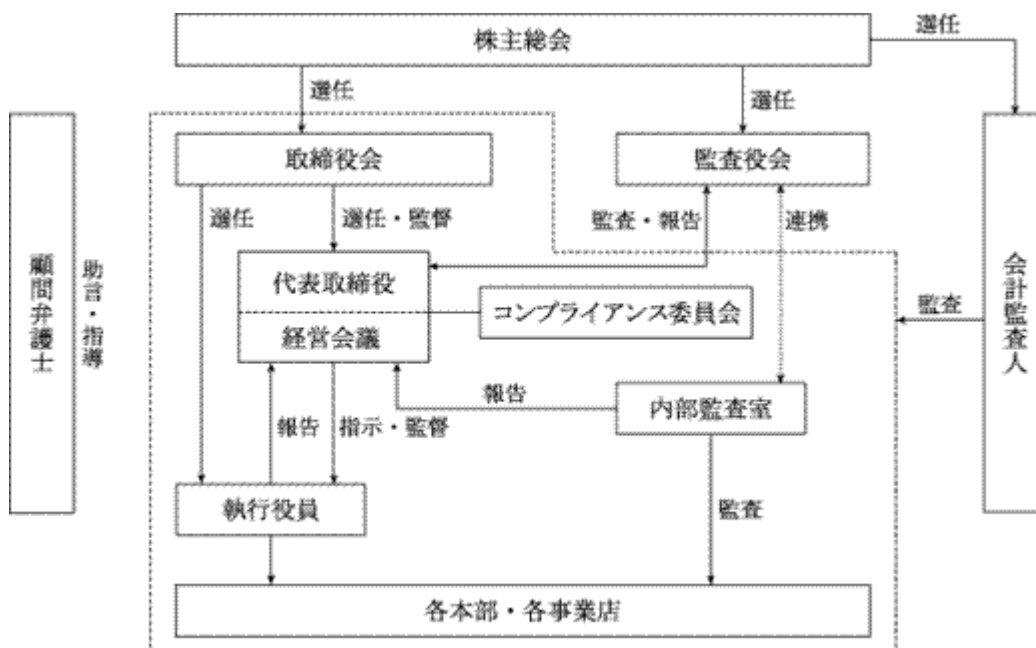 株主総会
選任
選任
選任
取締役会
監査役会
選任
選任・監督
監査・報告
連携
顧問弁護士
助言・指導
代表取締役
経営会議
コンプライアンス委員会
監査
会計監査人
報告
内部監査室
報告
指示・監督
執行役員
監査
各本部・各事業店